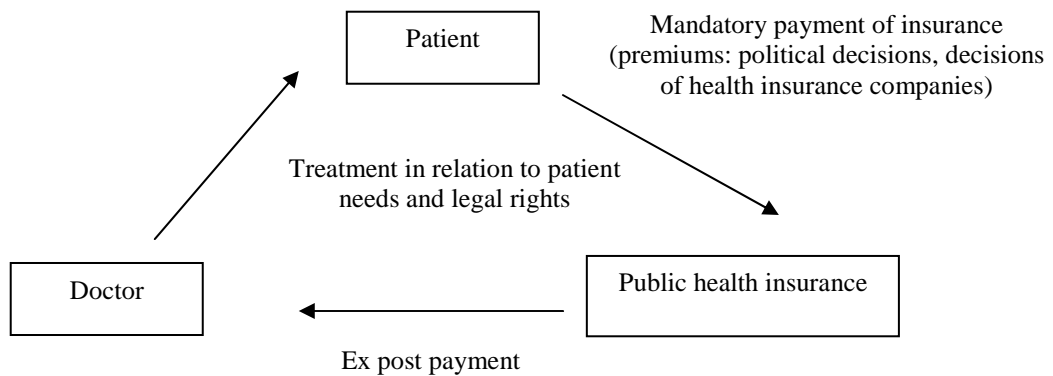 Patient
Mandatory payment of insurance
(premiums: political decisions, decisions
of health insurance companies)
Treatment in relation to patient
needs and legal rights
Doctor
Public health insurance
Ex post payment